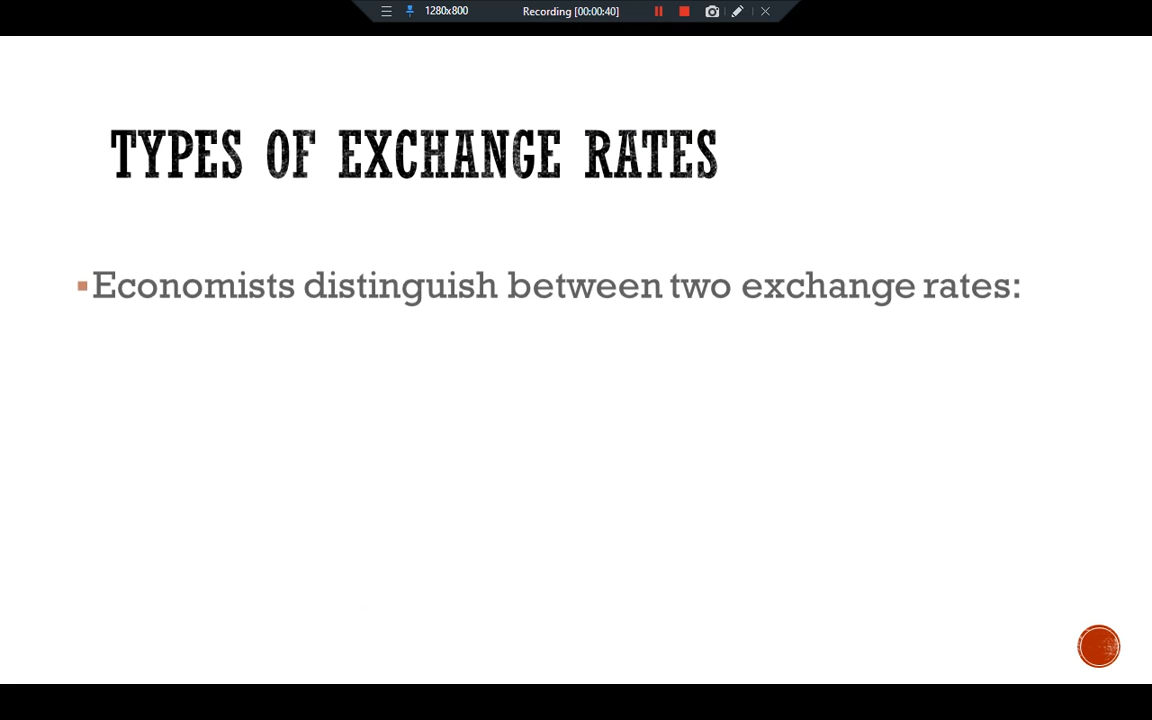 1280x800 Recording [00:00:40]
TYPES OF EXCHANGE RATES
▪Economists distinguish between two exchange rates: